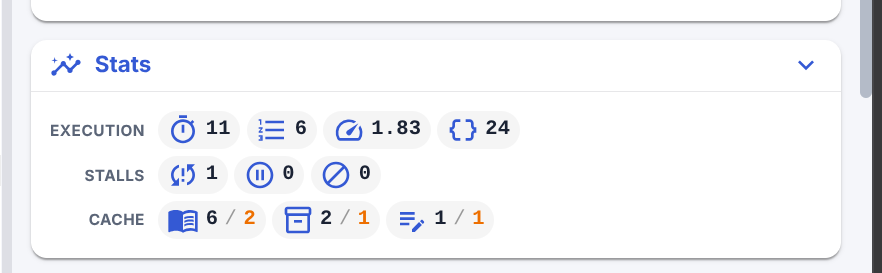 Stats
EXECUTION 11 6 1.83 24
STALLS 1 0 0
CACHE 6 / 2 2 / 1 1 / 1